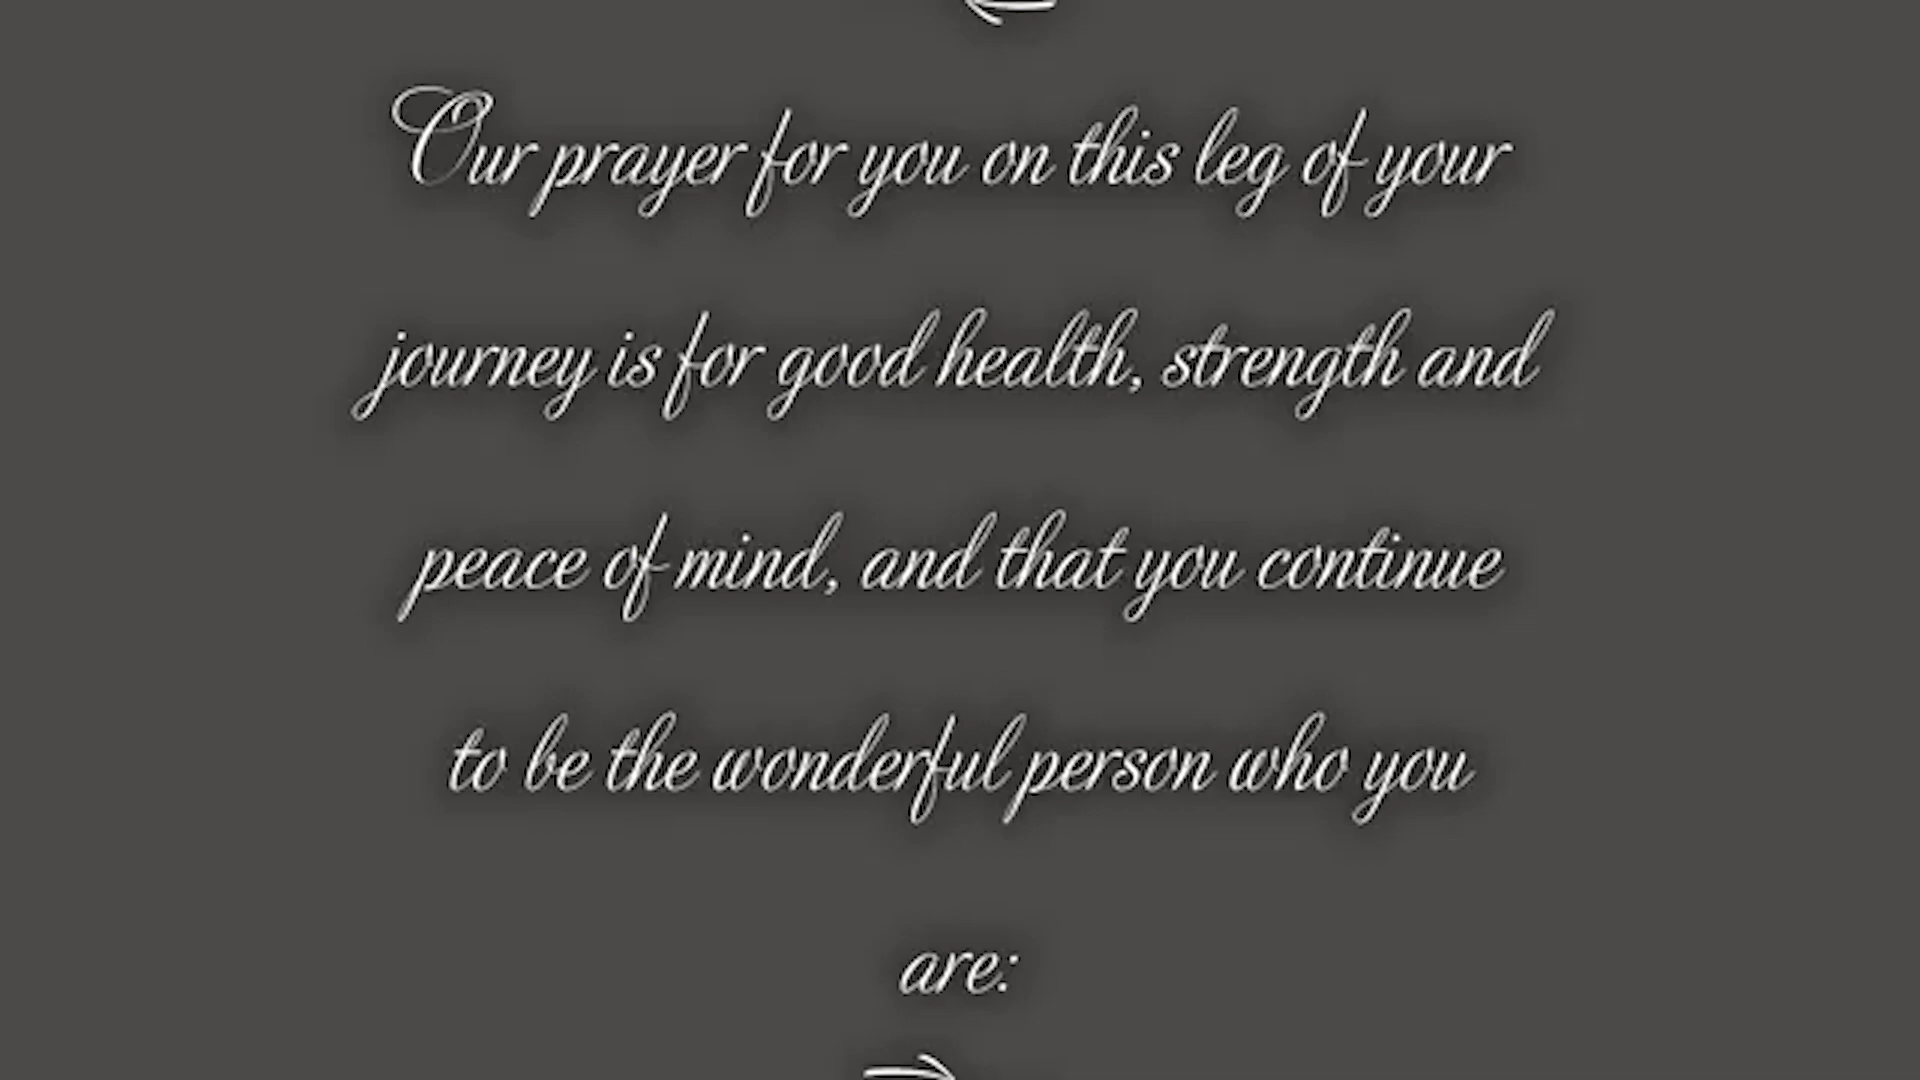 Our prayer for you on this leg of your
journey is for good health, strength and
peace of mind, and that you continue
to be the wonderful person who you
are: